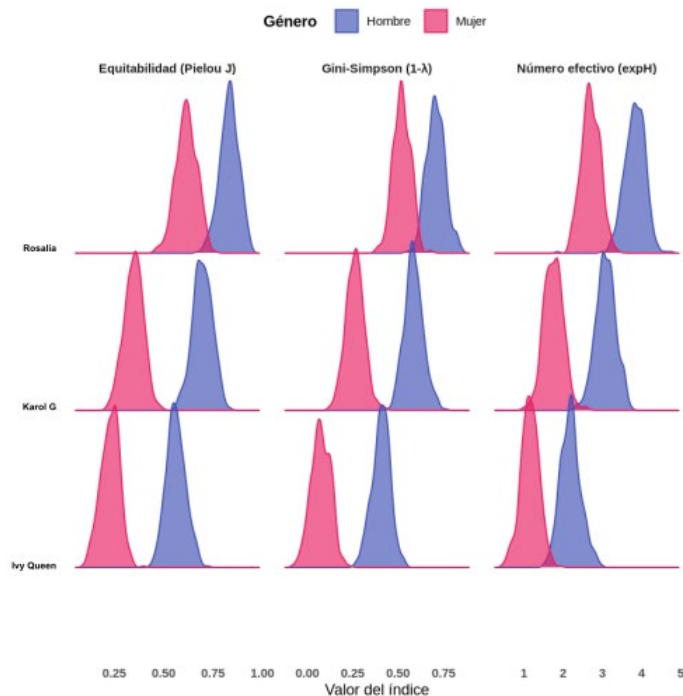 Género Hombre Mujer
Equitabilidad (Pielou J) Gini-Simpson (1-λ) Número efectivo (expH)
Rosalia
Karol G
Ivy Queen
0.25 0.50 0.75 1.00 0.00 0.25 0.50 0.75 1 2 3 4 5
Valor del índice